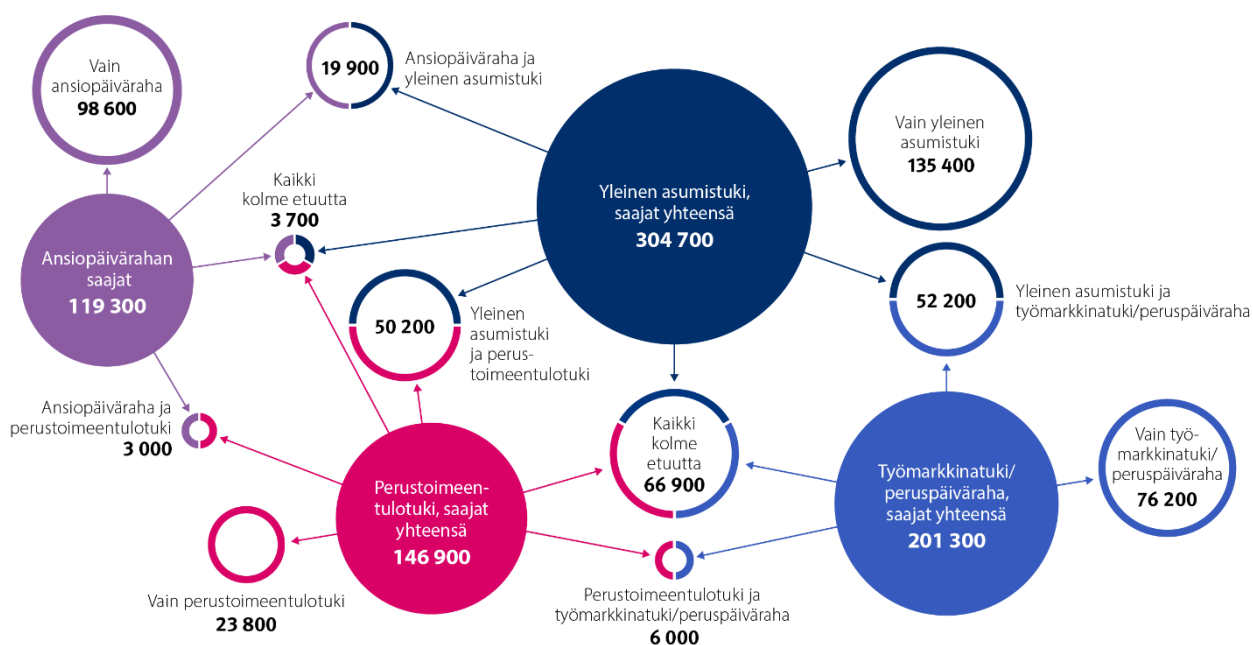 Vain
ansiopäiväraha
98 600
19 900
Ansiopäiväraha ja
yleinen asumistuki
Vain yleinen
asumistuki
135 400
Kaikki
kolme etuutta
3 700
Yleinen asumistuki,
saajat yhteensä
304 700
Ansiopäivärahan
saajat
119 300
50 200
Yleinen
asumistuki
ja perus-
toimeentulotuki
52 200
Yleinen asumistuki ja
työmarkkinatuki/peruspäiväraha
Ansiopäiväraha ja
perustoimeentulotuki
3 000
Kaikki
kolme
etuutta
66 900
Vain työ-
markkinatuki/
peruspäiväraha
76 200
Perustoimeen-
tulotuki, saajat
yhteensä
146 900
Työmarkkinatuki/
peruspäiväraha,
saajat yhteensä
201 300
Vain perustoimeentulotuki
23 800
Perustoimeentulotuki ja
työmarkkinatuki/peruspäiväraha
6 000